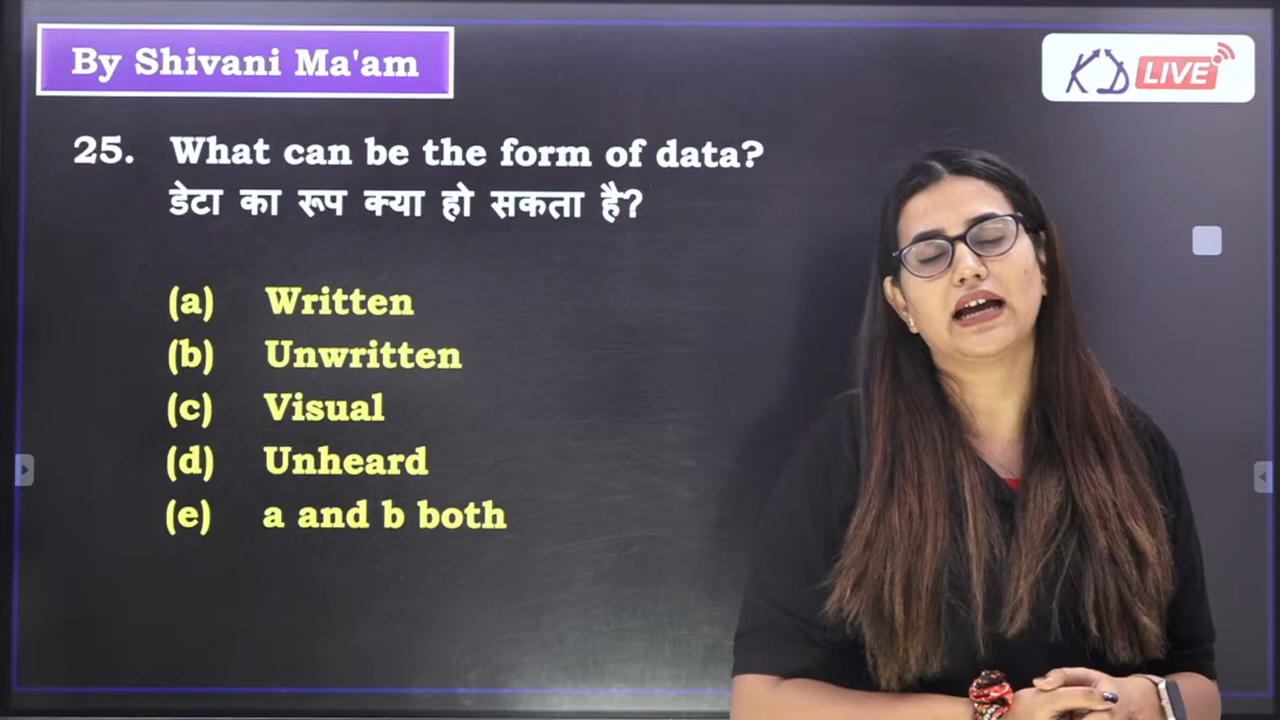 By Shivani Ma'am
KD LIVE
25. What can be the form of data?
डेटा का रूप क्या हो सकता है?
(a) Written
(b) Unwritten
(c) Visual
(d) Unheard
(e) a and b both